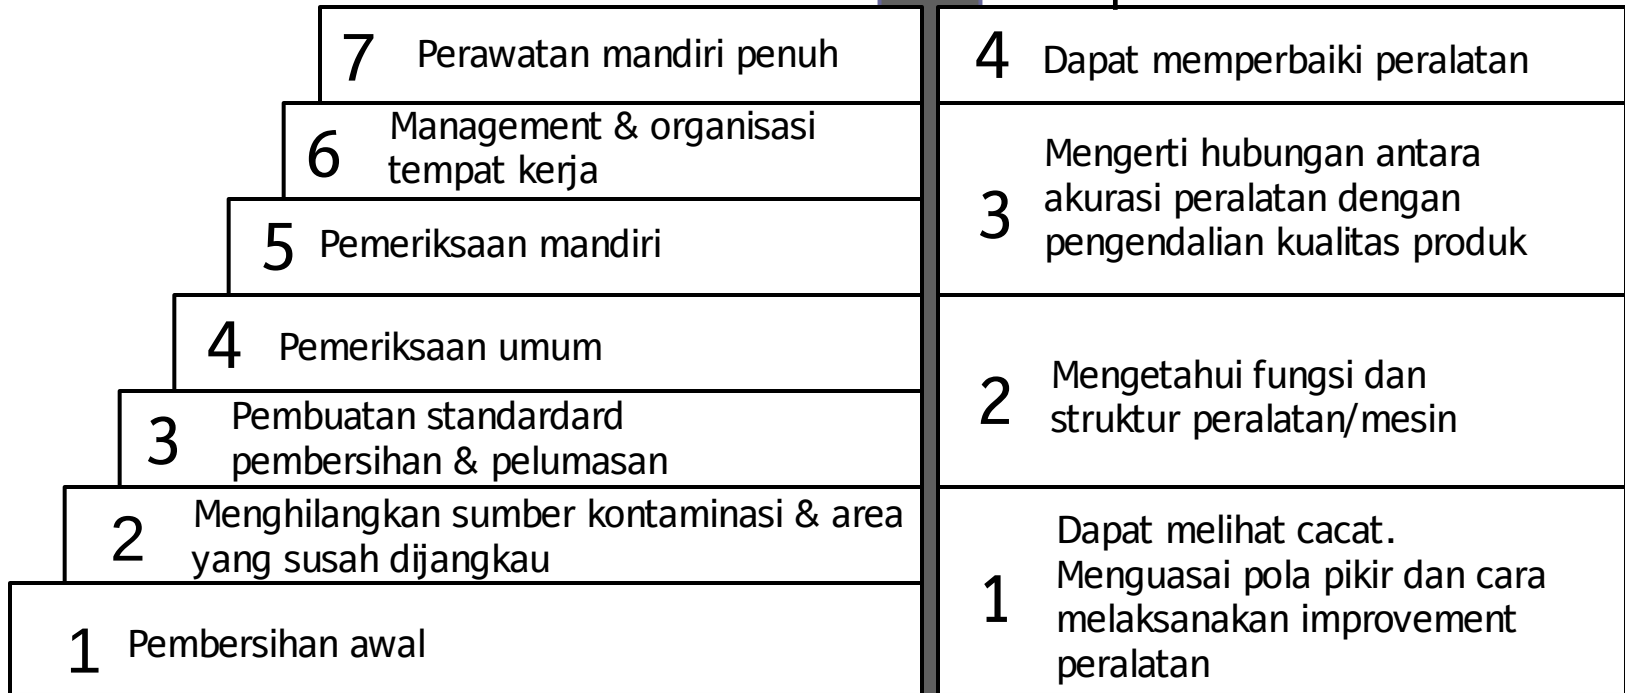 7 Perawatan mandiri penuh
6 Management & organisasi
tempat kerja
5 Pemeriksaan mandiri
4 Pemeriksaan umum
3 Pembuatan standardard
pembersihan & pelumasan
2 Menghilangkan sumber kontaminasi & area
yang susah dijangkau
1 Pembersihan awal
4 Dapat memperbaiki peralatan
3 Mengerti hubungan antara
akurasi peralatan dengan
pengendalian kualitas produk
2 Mengetahui fungsi dan
struktur peralatan/mesin
1 Dapat melihat cacat.
Menguasai pola pikir dan cara
melaksanakan improvement
peralatan